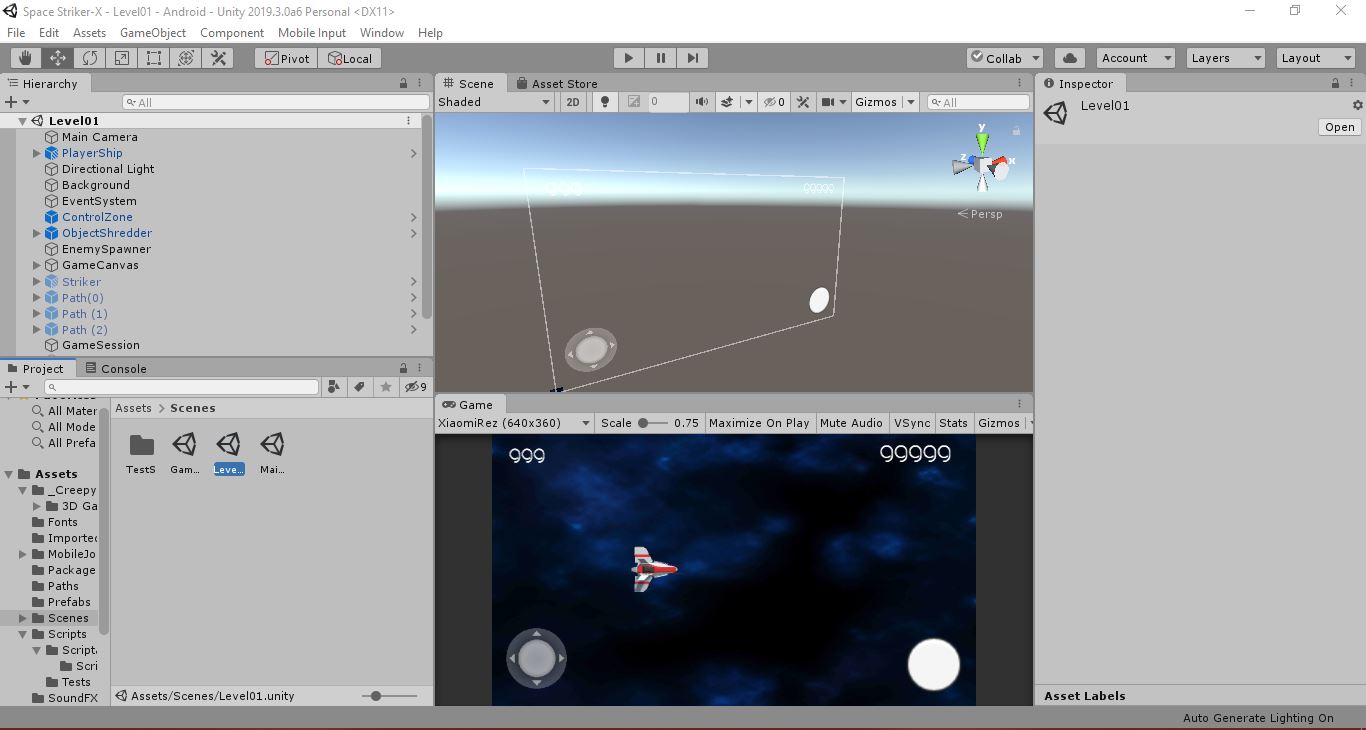 Space Striker-X - Level01 - Android - Unity 2019.3.0a6 Personal <DX11>
File Edit Assets GameObject Component Mobile Input Window Help
Pivot Local Collab Account Layers Layout
Hierarchy
All
Level01
Main Camera
PlayerShip
Directional Light
Background
EventSystem
ControlZone
ObjectShredder
EnemySpawner
GameCanvas
Striker
Path(0)
Path (1)
Path (2)
GameSession
Scene Asset Store
Shaded 2D 0 0 Gizmos All
y
z x
Persp
999 99999
Inspector
Level01
Open
Project Console
9
All Mater
All Mode
All Prefa
Assets
_Creepy
3D Ga
Fonts
Importec
MobileJo
Package
Paths
Prefabs
Scenes
Scripts
Script
Scri
Tests
SoundFX
Assets > Scenes
TestS Gam... Leve... Mai...
Assets/Scenes/Level01.unity
Game
XiaomiRez (640x360) Scale 0.75 Maximize On Play Mute Audio VSync Stats Gizmos
999 99999
Asset Labels
Auto Generate Lighting On